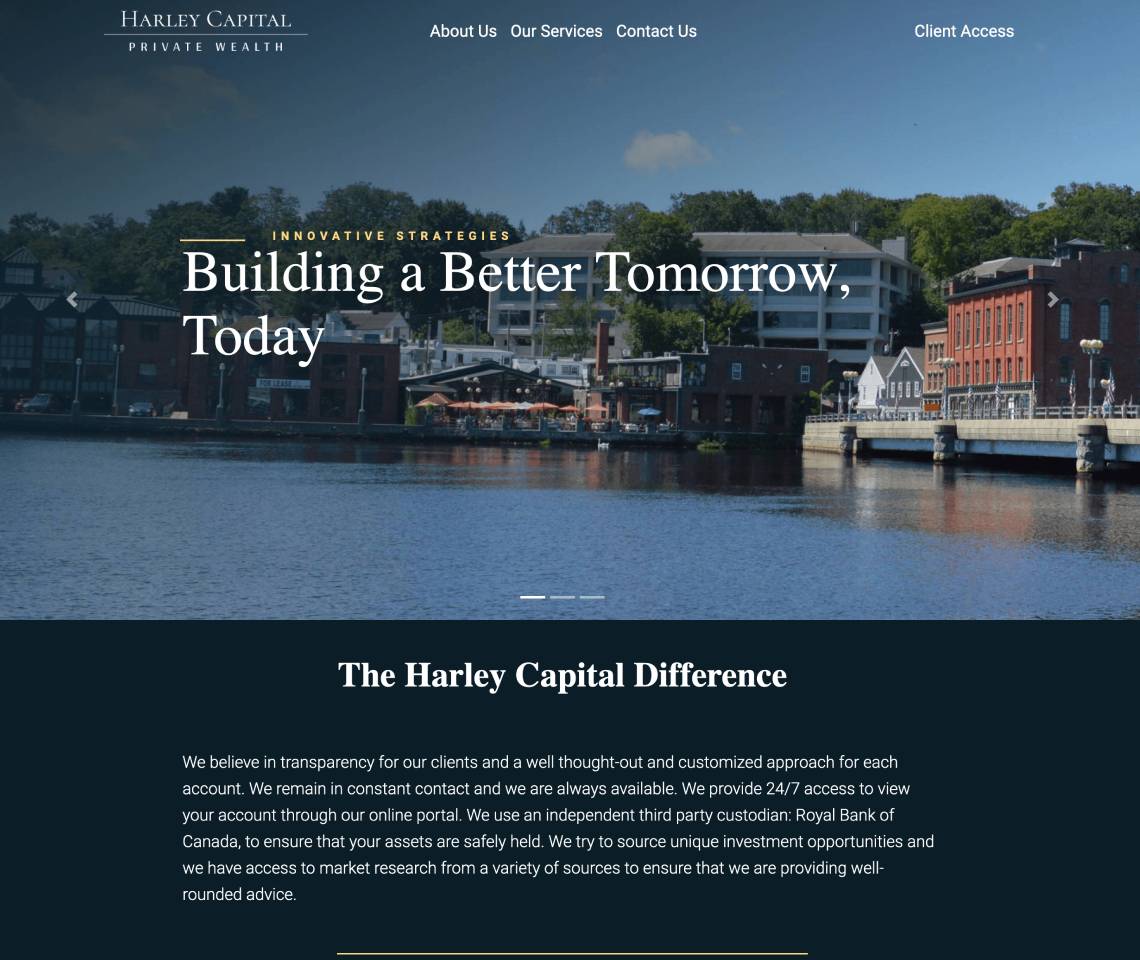 HARLEY CAPITAL
PRIVATE WEALTH
About Us Our Services Contact Us Client Access
INNOVATIVE STRATEGIES
Building a Better Tomorrow,
Today
FOR LEASE
The Harley Capital Difference
We believe in transparency for our clients and a well thought-out and customized approach for each
account. We remain in constant contact and we are always available. We provide 24/7 access to view
your account through our online portal. We use an independent third party custodian: Royal Bank of
Canada, to ensure that your assets are safely held. We try to source unique investment opportunities and
we have access to market research from a variety of sources to ensure that we are providing well-
rounded advice.